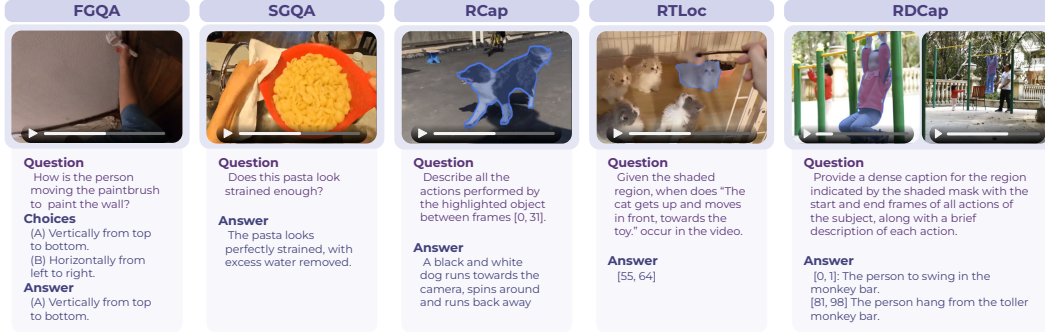 FGQA
Question
How is the person
moving the paintbrush
to paint the wall?
Choices
(A) Vertically from top
to bottom.
(B) Horizontally from
left to right.
Answer
(A) Vertically from top
to bottom.
SGQA
Question
Does this pasta look
strained enough?
Answer
The pasta looks
perfectly strained, with
excess water removed.
RCap
Question
Describe all the
actions performed by
the highlighted object
between frames [0, 31].
Answer
A black and white
dog runs towards the
camera, spins around
and runs back away
RTLoc
Question
Given the shaded
region, when does “The
cat gets up and moves
in front, towards the
toy.” occur in the video.
Answer
[55, 64]
RDCap
Question
Provide a dense caption for the region
indicated by the shaded mask with the
start and end frames of all actions of
the subject, along with a brief
description of each action.
Answer
[0, 1]: The person to swing in the
monkey bar.
[81, 98] The person hang from the toller
monkey bar.